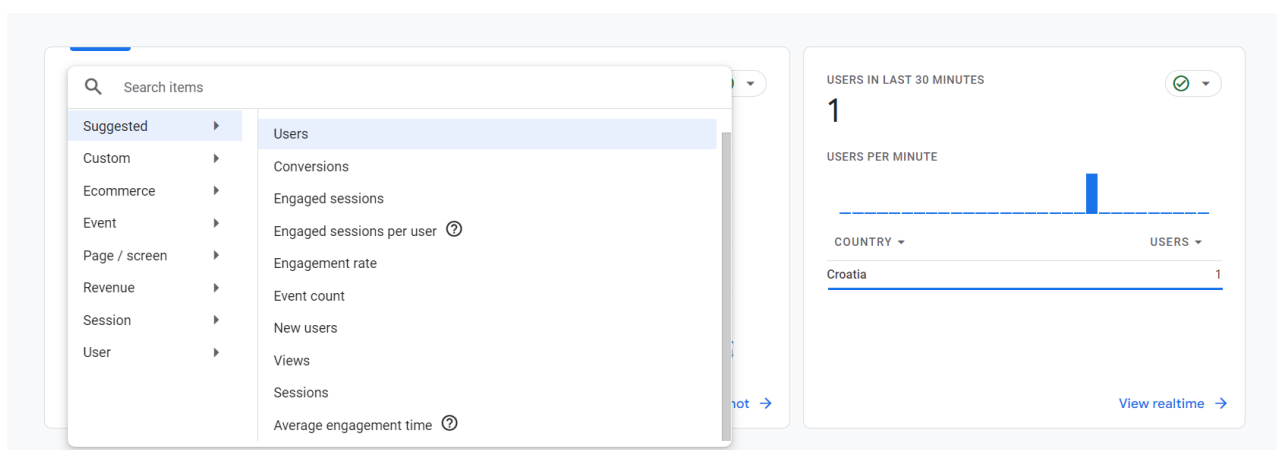 Search items
Suggested
Custom
Ecommerce
Event
Page / screen
Revenue
Session
User
Users
Conversions
Engaged sessions
Engaged sessions per user
Engagement rate
Event count
New users
Views
Sessions
Average engagement time
USERS IN LAST 30 MINUTES
1
USERS PER MINUTE
COUNTRY USERS
Croatia 1
View realtime